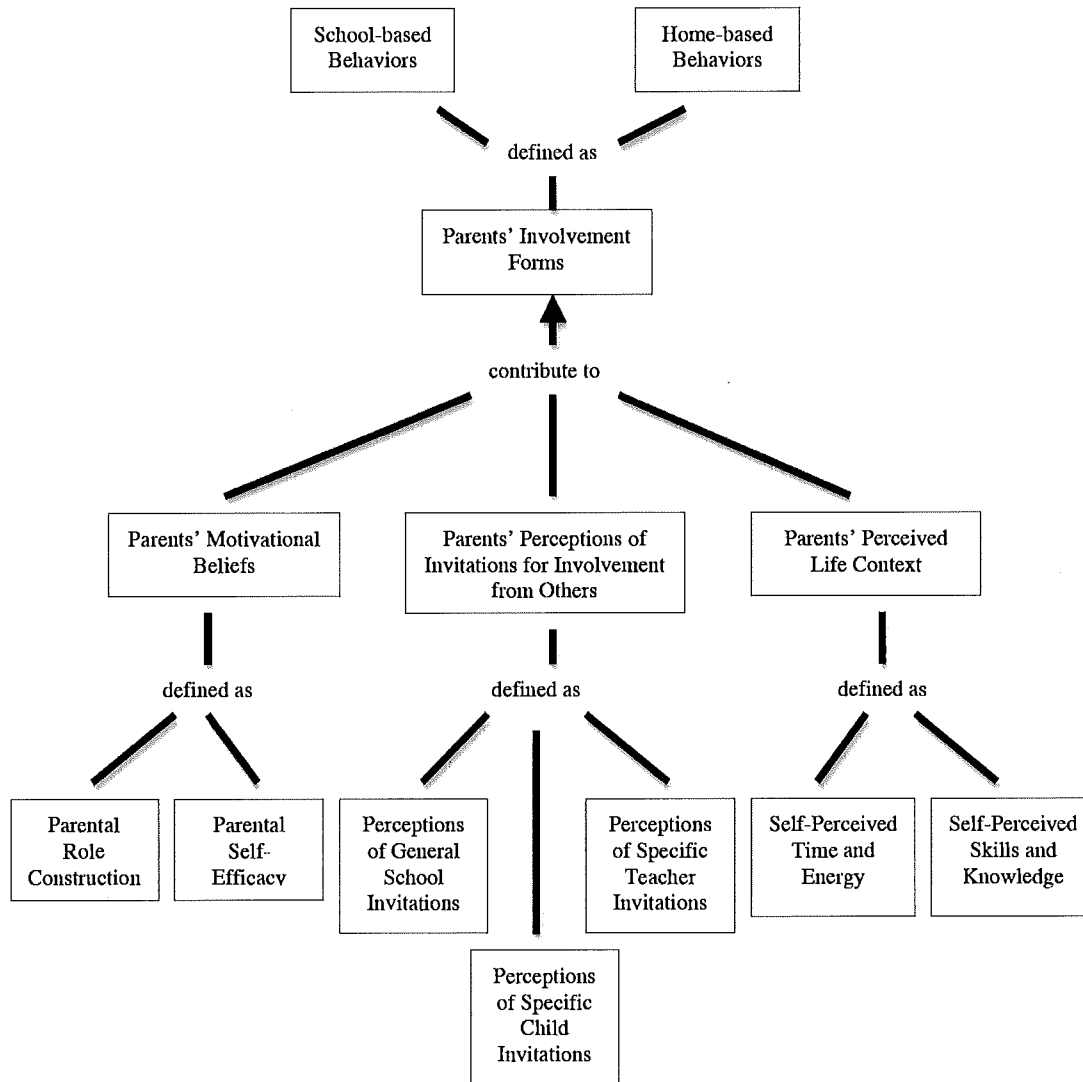 School-based
Behaviors
Home-based
Behaviors
defined as
Parents' Involvement
Forms
contribute to
Parents' Motivational
Beliefs
Parents' Perceptions of
Invitations for Involvement
from Others
Parents' Perceived
Life Context
defined as
defined as
defined as
Parental
Role
Construction
Parental
Self-
Efficacy
Perceptions
of General
School
Invitations
Perceptions
of Specific
Teacher
Invitations
Self-Perceived
Time and
Energy
Self-Perceived
Skills and
Knowledge
Perceptions
of Specific
Child
Invitations